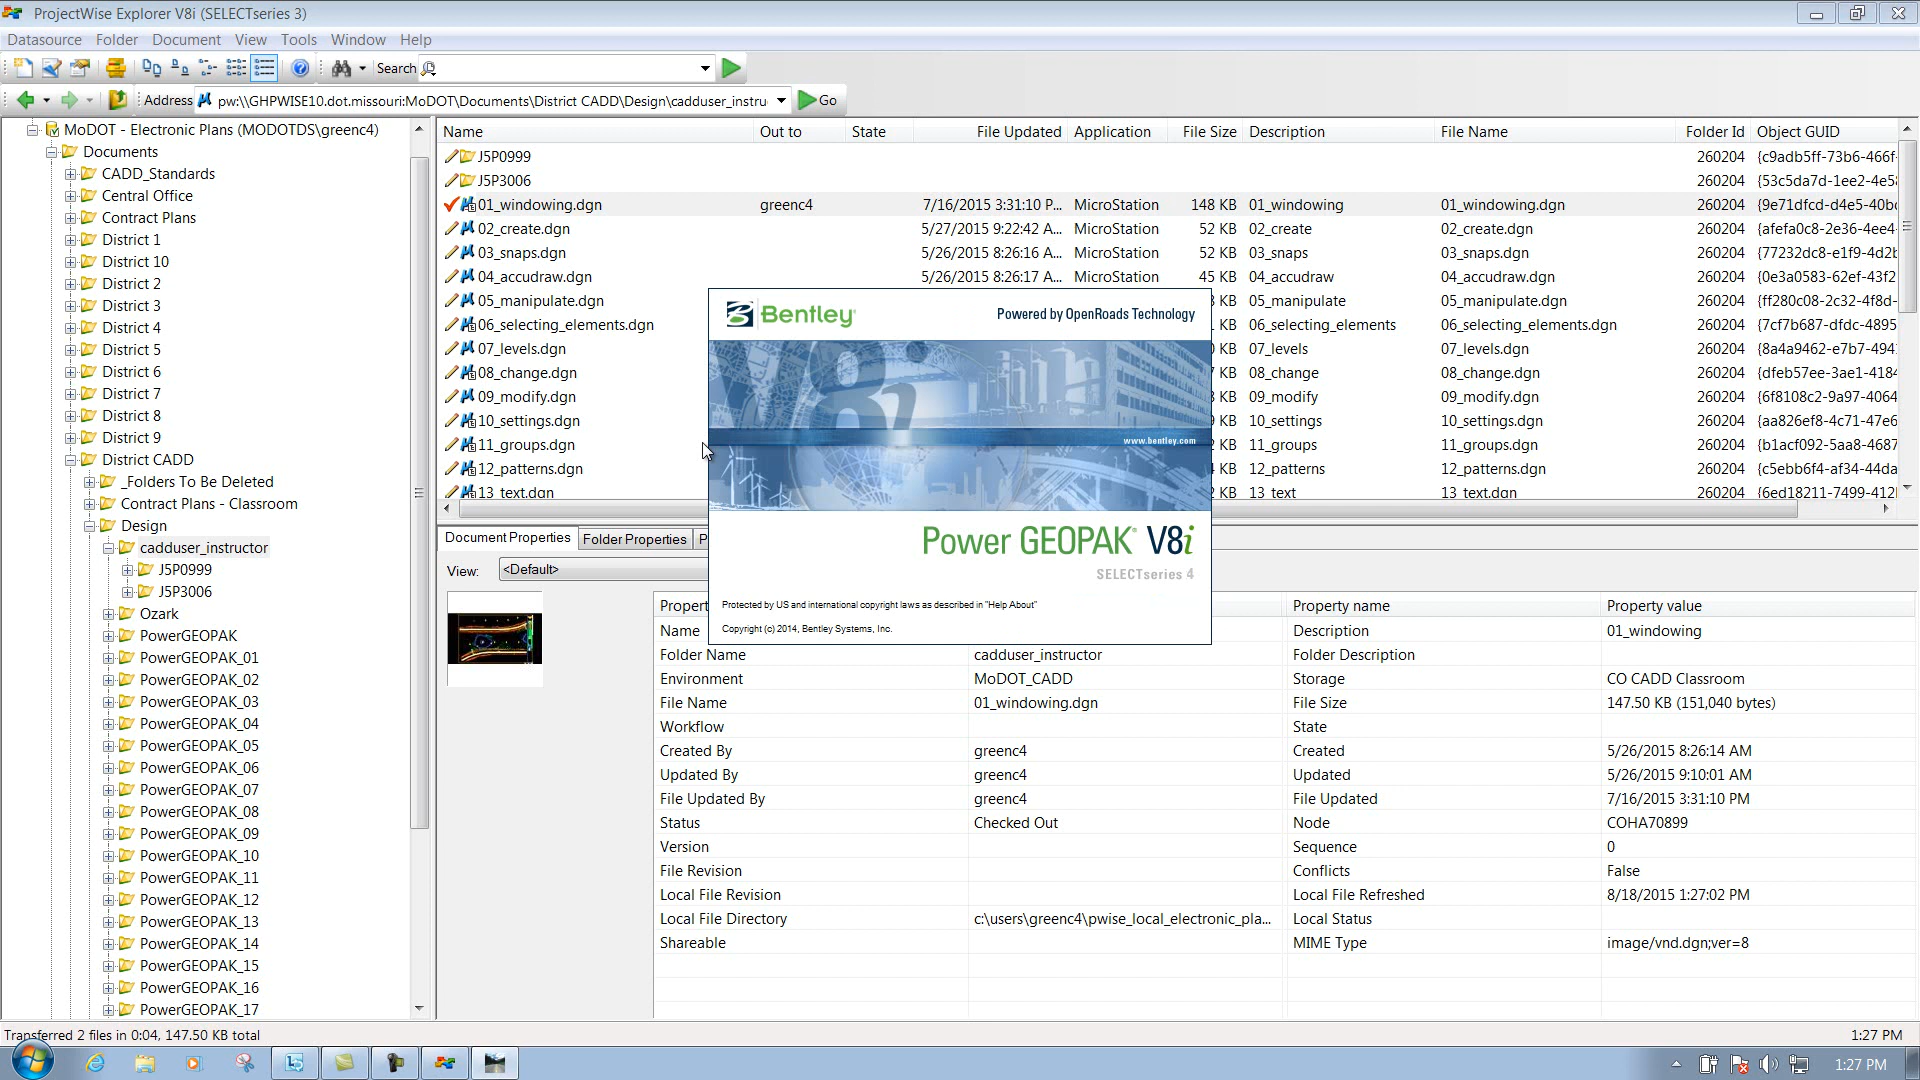 ProjectWise Explorer V8i (SELECTseries 3)
Datasource Folder Document View Tools Window Help
Search
Address pw:\\GHPWISE10.dot.missouri:MoDOT\Documents\District CADD\Design\cadduser_instru Go
MoDOT - Electronic Plans (MODOTDS\greenc4)
Documents
CADD_Standards
Central Office
Contract Plans
District 1
District 10
District 2
District 3
District 4
District 5
District 6
District 7
District 8
District 9
District CADD
_Folders To Be Deleted
Contract Plans - Classroom
Design
cadduser_instructor
J5P0999
J5P3006
Ozark
PowerGEOPAK
PowerGEOPAK_01
PowerGEOPAK_02
PowerGEOPAK_03
PowerGEOPAK_04
PowerGEOPAK_05
PowerGEOPAK_06
PowerGEOPAK_07
PowerGEOPAK_08
PowerGEOPAK_09
PowerGEOPAK_10
PowerGEOPAK_11
PowerGEOPAK_12
PowerGEOPAK_13
PowerGEOPAK_14
PowerGEOPAK_15
PowerGEOPAK_16
PowerGEOPAK_17
Name Out to State File Updated Application File Size Description File Name Folder Id Object GUID
J5P0999 260204 {c9adb5ff-73b6-466f-
J5P3006 260204 {53c5da7d-1ee2-4e5
01_windowing.dgn greenc4 7/16/2015 3:31:10 P... MicroStation 148 KB 01_windowing 01_windowing.dgn 260204 {9e71dfcd-d4e5-40b
02_create.dgn 5/27/2015 9:22:42 A... MicroStation 52 KB 02_create 02_create.dgn 260204 {afefa0c8-2e36-4ee4-
03_snaps.dgn 5/26/2015 8:26:16 A... MicroStation 52 KB 03_snaps 03_snaps.dgn 260204 {77232dc8-e1f9-4d2
04_accudraw.dgn 5/26/2015 8:26:17 A... MicroStation 45 KB 04_accudraw 04_accudraw.dgn 260204 {0e3a0583-62ef-43f2
05_manipulate.dgn KB 05_manipulate 05_manipulate.dgn 260204 {ff280c08-2c32-4f8d-
06_selecting_elements.dgn KB 06_selecting_elements 06_selecting_elements.dgn 260204 {7cf7b687-dfdc-4895
07_levels.dgn KB 07_levels 07_levels.dgn 260204 {8a4a9462-e7b7-494
08_change.dgn KB 08_change 08_change.dgn 260204 {dfeb57ee-3ae1-4184
09_modify.dgn KB 09_modify 09_modify.dgn 260204 {6f8108c2-9a97-4064
10_settings.dgn KB 10_settings 10_settings.dgn 260204 {aa826ef8-4c71-47e6
11_groups.dgn KB 11_groups 11_groups.dgn 260204 {b1acf092-5aa8-4687
12_patterns.dgn KB 12_patterns 12_patterns.dgn 260204 {c5ebb6f4-af34-44da
13_text.dgn KB 13_text 13_text.dgn 260204 {6ed18211-7499-412
Bentley Powered by OpenRoads Technology
V8i
www.bentley.com
Power GEOPAK® V8i
SELECTseries 4
Protected by US and international copyright laws as described in "Help About"
Copyright (c) 2014, Bentley Systems, Inc.
Document Properties Folder Properties P
View: <Default>
Propert Property name Property value
Name Description 01_windowing
Folder Name cadduser_instructor Folder Description
Environment MoDOT_CADD Storage CO CADD Classroom
File Name 01_windowing.dgn File Size 147.50 KB (151,040 bytes)
Workflow State
Created By greenc4 Created 5/26/2015 8:26:14 AM
Updated By greenc4 Updated 5/26/2015 9:10:01 AM
File Updated By greenc4 File Updated 7/16/2015 3:31:10 PM
Status Checked Out Node COHA70899
Version Sequence 0
File Revision Conflicts False
Local File Revision Local File Refreshed 8/18/2015 1:27:02 PM
Local File Directory c:\users\greenc4\pwise_local_electronic_pla... Local Status
Shareable MIME Type image/vnd.dgn;ver=8
Transferred 2 files in 0:04, 147.50 KB total 1:27 PM
1:27 PM